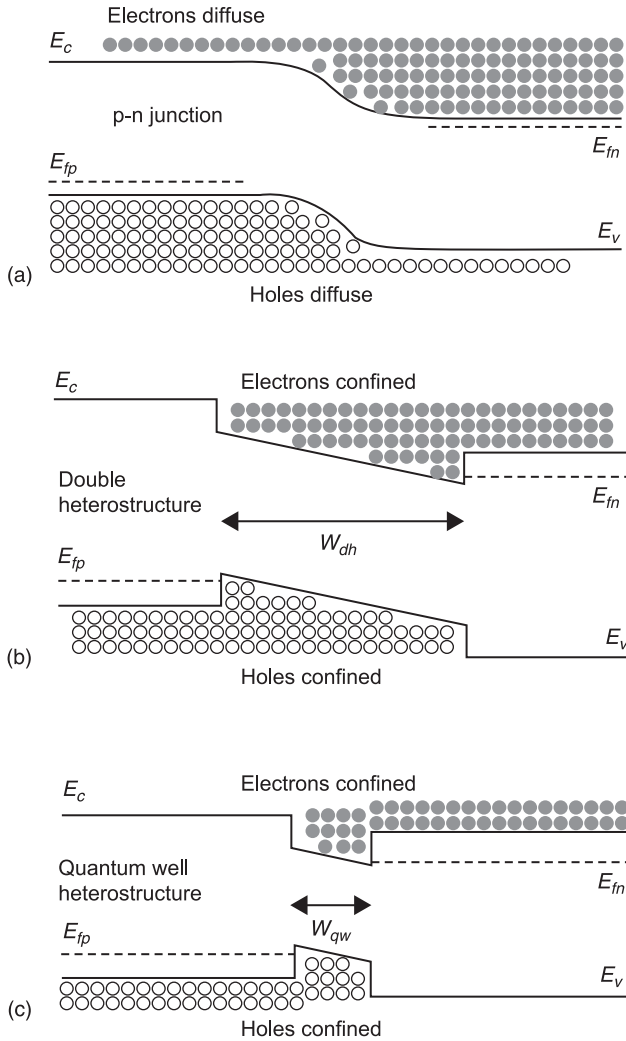 Electrons diffuse
E_c
p-n junction
E_fp
E_fn
E_v
(a)
Holes diffuse
E_c
Electrons confined
Double
heterostructure
E_fn
W_dh
E_fp
E_v
(b)
Holes confined
Electrons confined
E_c
Quantum well
heterostructure
E_fn
W_qw
E_fp
E_v
(c)
Holes confined